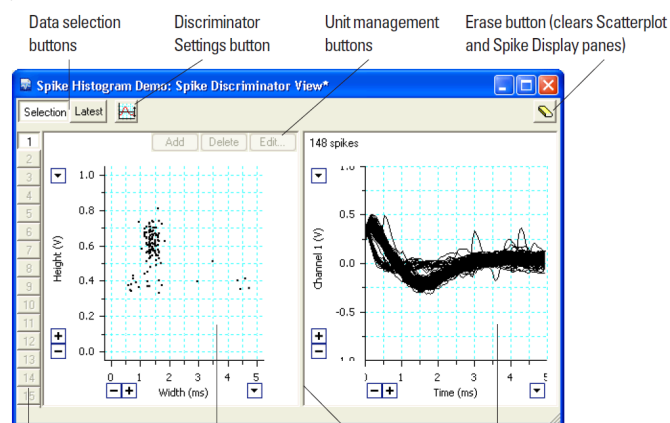 Data selection buttons
Discriminator Settings button
Unit management buttons
Erase button (clears Scatterplot and Spike Display panes)
Spike Histogram Demo: Spike Discriminator View*
Selection Latest
Add Delete Edit...
148 spikes
1
2
3
4
5
6
7
8
9
10
11
12
13
14
15
Height (V)
1.0
0.8
0.6
0.4
0.2
0.0
0 1 2 3 4 5
Width (ms)
Channel 1 (V)
1.0
0.5
0.0
-0.5
-1.0
0 1 2 3 4 5
Time (ms)